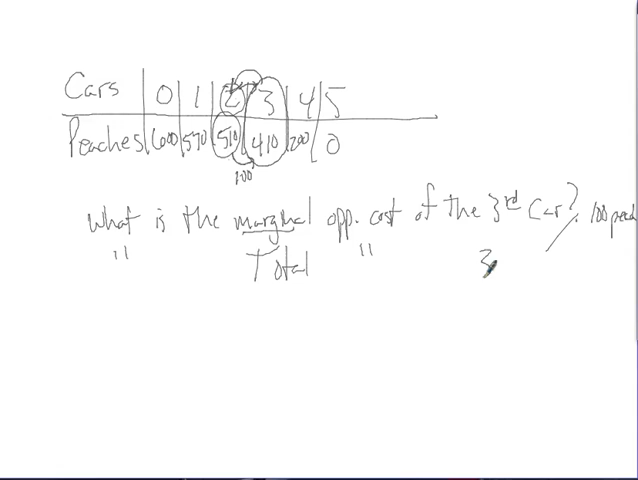 Cars 0 1 2 3 4 5
Peaches 600 570 510 410 200 0
100
What is the marginal opp. cost of the 3rd Car? 100 peach
" Total " 3